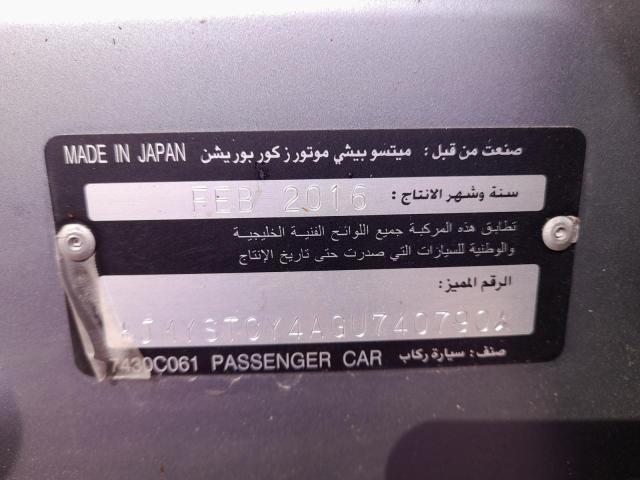 صنعت من قبل: ميتسوبيشي موتورز كوربوريشن MADE IN JAPAN
سنة وشهر الانتاج: FEB 2016
تطابق هذه المركبة جميع اللوائح الفنية الخليجية
والوطنية للسيارات التي صدرت حتى تاريخ الإنتاج
الرقم المميز:
صنف: سيارة ركاب PASSENGER CAR 7430C061